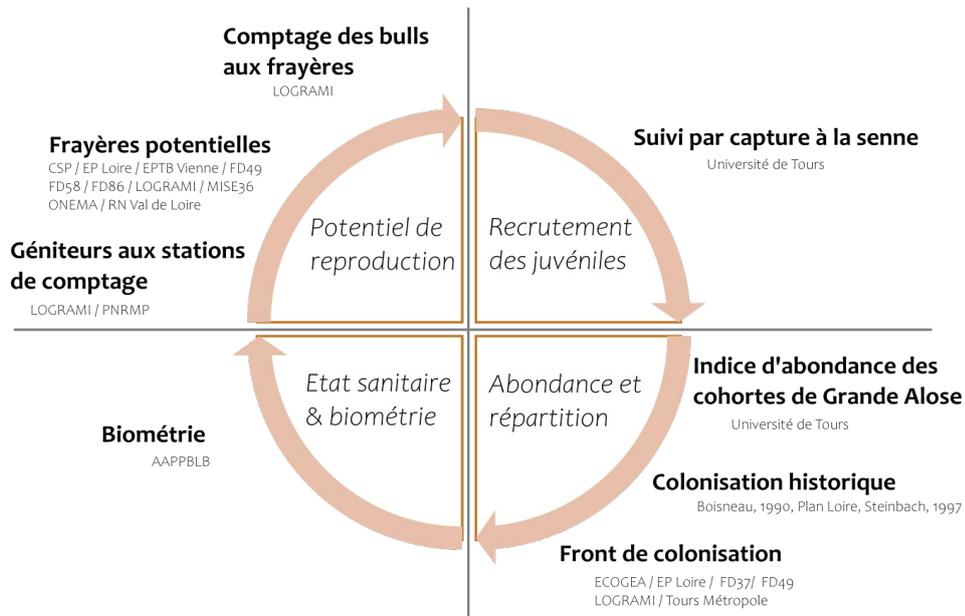 Comptage des bulls
aux frayères
LOGRAMI
Frayères potentielles
CSP / EP Loire / EPTB Vienne / FD49
FD58 / FD86 / LOGRAMI / MISE36
ONEMA / RN Val de Loire
Géniteurs aux stations
de comptage
LOGRAMI / PNRMP
Potentiel de
reproduction
Suivi par capture à la senne
Université de Tours
Recrutement
des juvéniles
Etat sanitaire
& biométrie
Biométrie
AAPPBLB
Abondance et
répartition
Indice d'abondance des
cohortes de Grande Alose
Université de Tours
Colonisation historique
Boisneau, 1990, Plan Loire, Steinbach, 1997
Front de colonisation
ECOGEA / EP Loire / FD37/ FD49
LOGRAMI / Tours Métropole